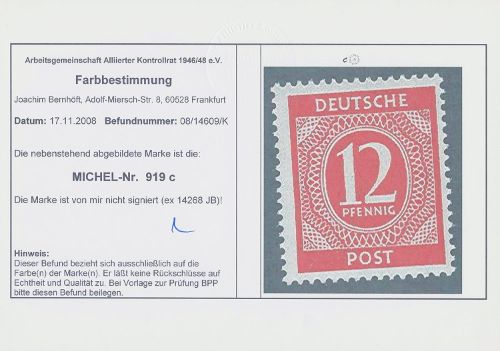 Arbeitsgemeinschaft Alliierter Kontrollrat 1946/48 e.V.
Farbbestimmung
Joachim Bernhöft, Adolf-Miersch-Str. 8, 60528 Frankfurt
Datum: 17.11.2008 Befundnummer: 08/14609/K
Die nebenstehend abgebildete Marke ist die:
MICHEL-Nr. 919 c
Die Marke ist von mir nicht signiert (ex 14268 JB)!
Hinweis:
Dieser Befund bezieht sich ausschließlich auf die
Farbe(n) der Marke(n). Er läßt keine Rückschlüsse auf
Echtheit und Qualität zu. Bei Vorlage zur Prüfung BPP
bitte diesen Befund beilegen.
c
DEUTSCHE
12
PFENNIG
POST